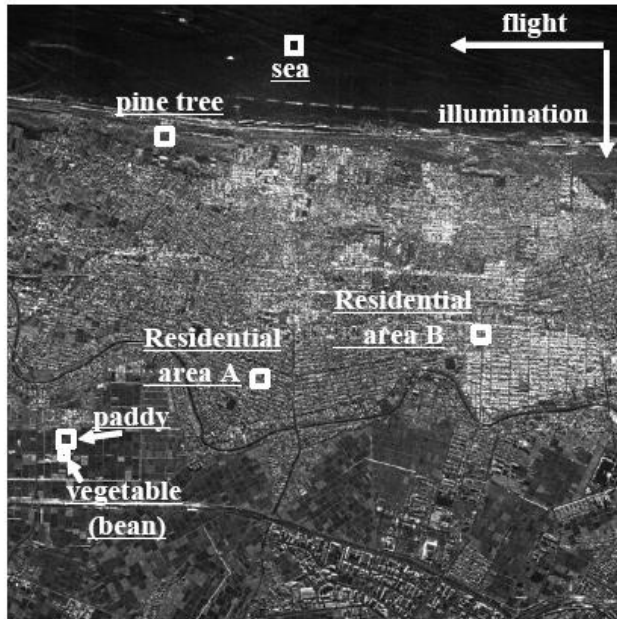 flight
sea
pine tree
illumination
Residential
area B
Residential
area A
paddy
vegetable
(bean)